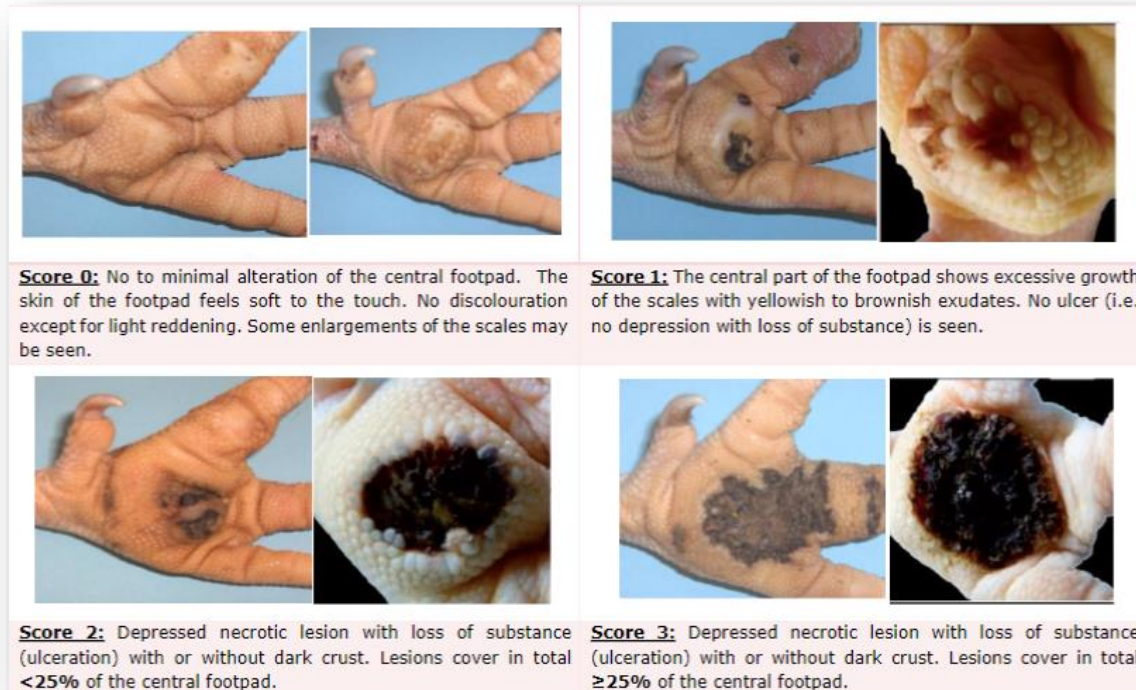 Score 0: No to minimal alteration of the central footpad. The
skin of the footpad feels soft to the touch. No discolouration
except for light reddening. Some enlargements of the scales may
be seen.
Score 1: The central part of the footpad shows excessive growth
of the scales with yellowish to brownish exudates. No ulcer (i.e.
no depression with loss of substance) is seen.
Score 2: Depressed necrotic lesion with loss of substance
(ulceration) with or without dark crust. Lesions cover in total
<25% of the central footpad.
Score 3: Depressed necrotic lesion with loss of substance
(ulceration) with or without dark crust. Lesions cover in total
≥25% of the central footpad.